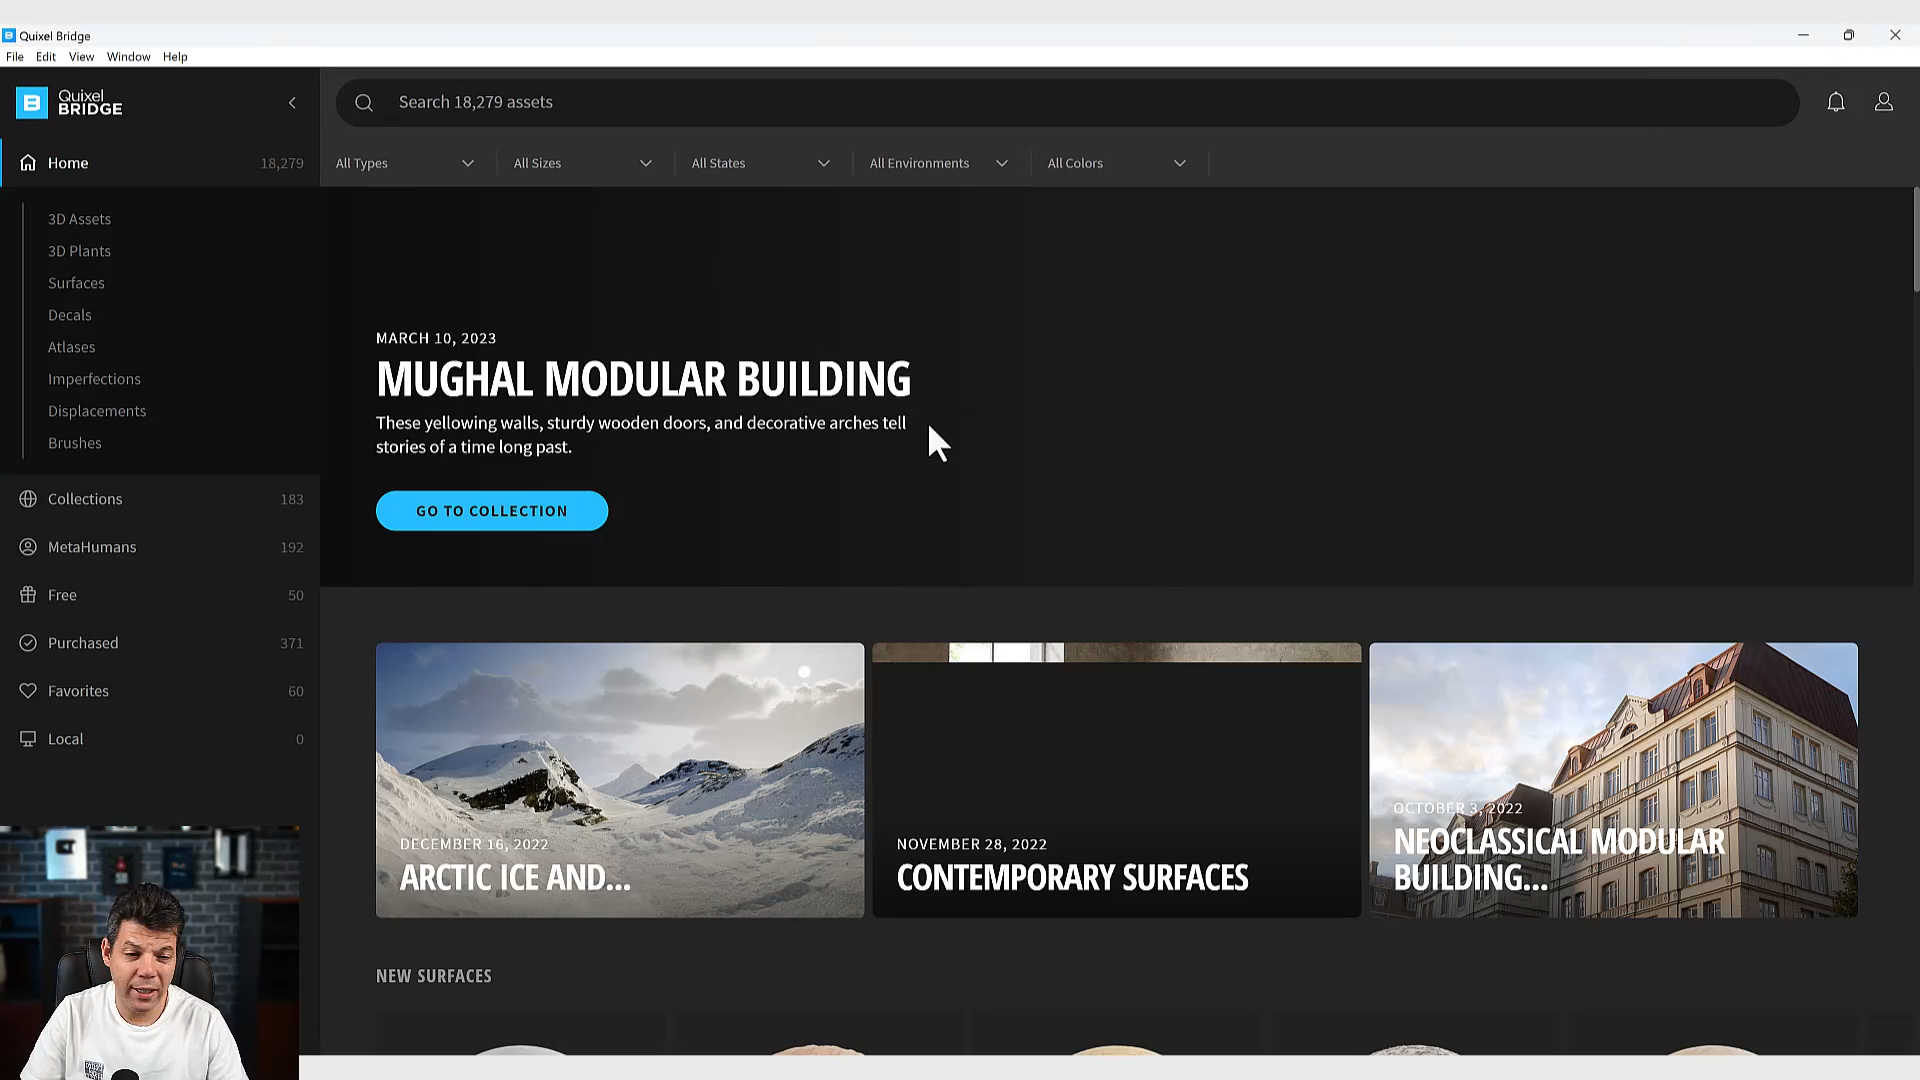 Quixel Bridge
File Edit View Window Help
Quixel
BRIDGE
Search 18,279 assets
Home 18,279
All Types All Sizes All States All Environments All Colors
3D Assets
3D Plants
Surfaces
Decals
Atlases
Imperfections
Displacements
Brushes
Collections 183
MetaHumans 192
Free 50
Purchased 371
Favorites 60
Local 0
MARCH 10, 2023
MUGHAL MODULAR BUILDING
These yellowing walls, sturdy wooden doors, and decorative arches tell
stories of a time long past.
GO TO COLLECTION
DECEMBER 16, 2022
ARCTIC ICE AND...
NOVEMBER 28, 2022
CONTEMPORARY SURFACES
OCTOBER 3, 2022
NEOCLASSICAL MODULAR
BUILDING...
NEW SURFACES